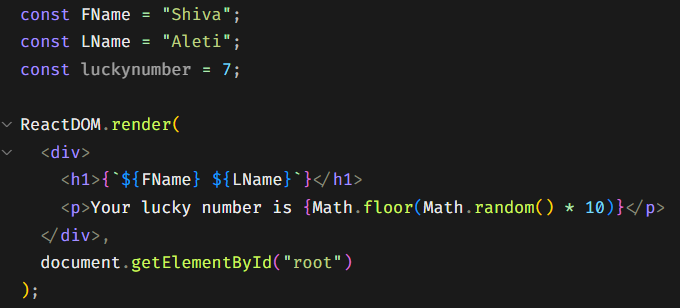 const FName = "Shiva";
const LName = "Aleti";
const luckynumber = 7;
ReactDOM.render(
<div>
<h1>{`${FName} ${LName}`}</h1>
<p>Your lucky number is {Math.floor(Math.random() * 10)}</p>
</div>,
document.getElementById("root")
);